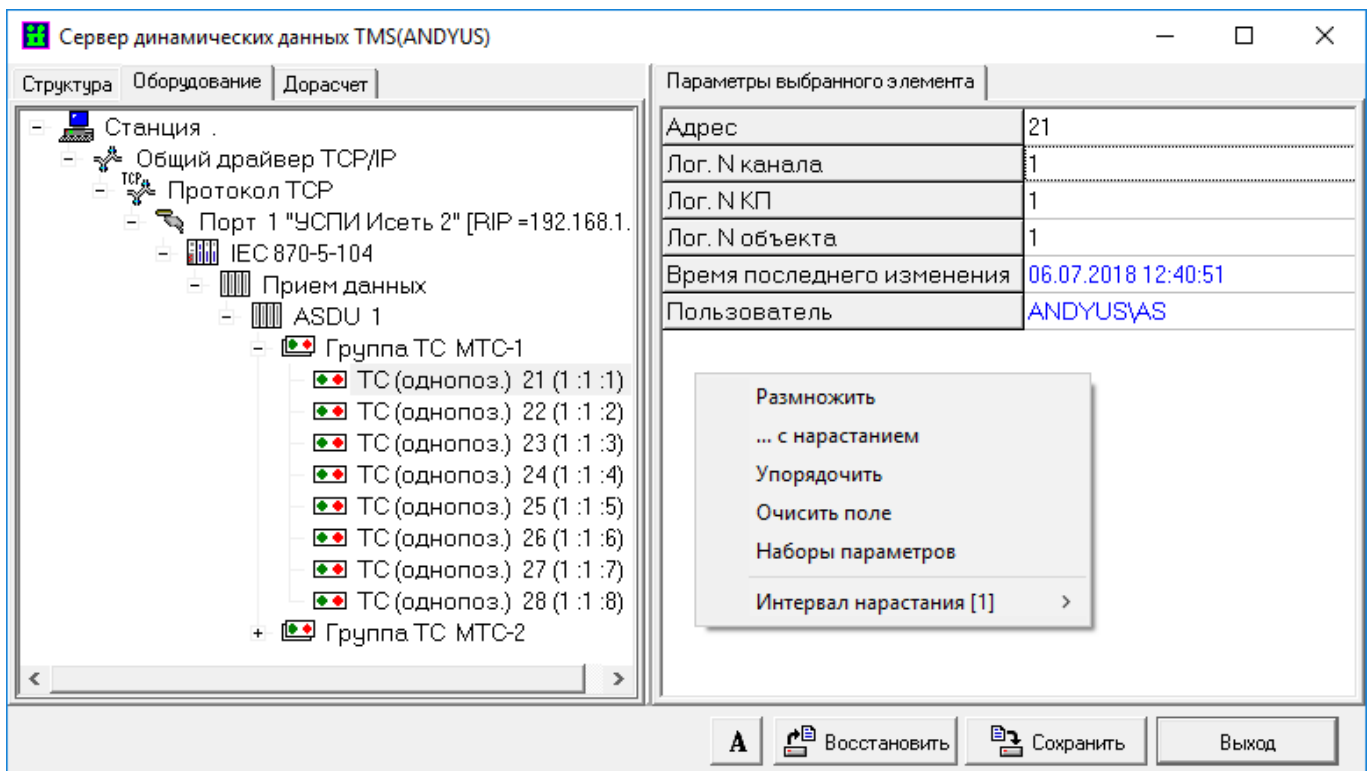 Сервер динамических данных TMS(ANDYUS)
Структура Оборудование Дорасчет
Параметры выбранного элемента
Станция .
Общий драйвер TCP/IP
TCP Протокол TCP
Порт 1 "УСПИ Исеть 2" [RIP =192.168.1.
IEC 870-5-104
Прием данных
ASDU 1
Группа ТС МТС-1
ТС (однопоз.) 21 (1 :1 :1)
ТС (однопоз.) 22 (1 :1 :2)
ТС (однопоз.) 23 (1 :1 :3)
ТС (однопоз.) 24 (1 :1 :4)
ТС (однопоз.) 25 (1 :1 :5)
ТС (однопоз.) 26 (1 :1 :6)
ТС (однопоз.) 27 (1 :1 :7)
ТС (однопоз.) 28 (1 :1 :8)
Группа ТС МТС-2
Адрес 21
Лог. N канала 1
Лог. N КП 1
Лог. N объекта 1
Время последнего изменения 06.07.2018 12:40:51
Пользователь ANDYUS\AS
Размножить
... с нарастанием
Упорядочить
Очисить поле
Наборы параметров
Интервал нарастания [1]
A Восстановить Сохранить Выход